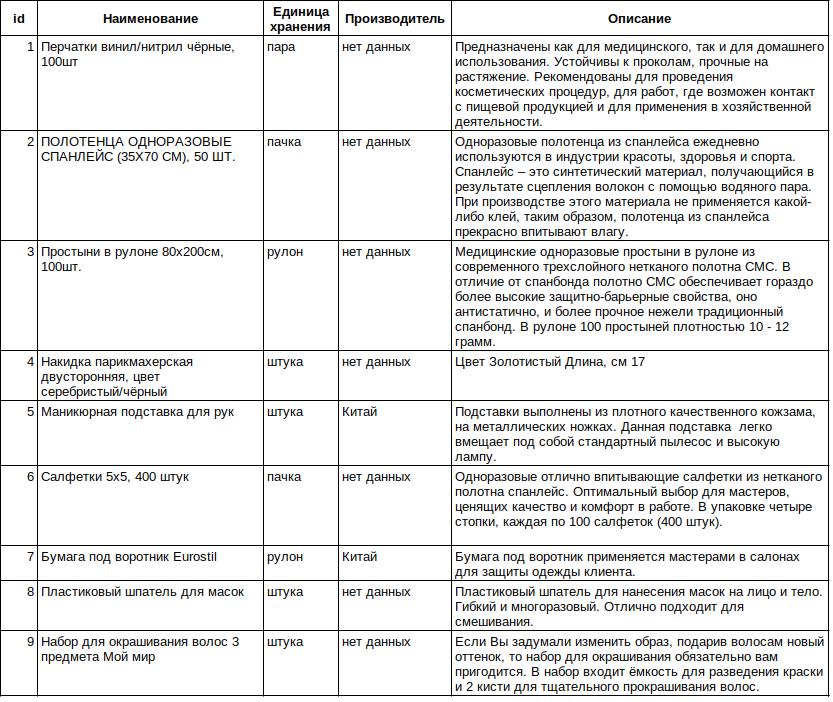 id Наименование Единица хранения Производитель Описание
1 Перчатки винил/нитрил чёрные, 100шт пара нет данных Предназначены как для медицинского, так и для домашнего
использования. Устойчивы к проколам, прочные на
растяжение. Рекомендованы для проведения
косметических процедур, для работ, где возможен контакт
с пищевой продукцией и для применения в хозяйственной
деятельности.
2 ПОЛОТЕНЦА ОДНОРАЗОВЫЕ СПАНЛЕЙС (35Х70 СМ), 50 ШТ. пачка нет данных Одноразовые полотенца из спанлейса ежедневно
используются в индустрии красоты, здоровья и спорта.
Спанлейс – это синтетический материал, получающийся в
результате сцепления волокон с помощью водяного пара.
При производстве этого материала не применяется какой-
либо клей, таким образом, полотенца из спанлейса
прекрасно впитывают влагу.
3 Простыни в рулоне 80х200см, 100шт. рулон нет данных Медицинские одноразовые простыни в рулоне из
современного трехслойного нетканого полотна СМС. В
отличие от спанбонда полотно СМС обеспечивает гораздо
более высокие защитно-барьерные свойства, оно
антистатично, и более прочное нежели традиционный
спанбонд. В рулоне 100 простыней плотностью 10 - 12
грамм.
4 Накидка парикмахерская двусторонняя, цвет серебристый/чёрный штука нет данных Цвет Золотистый Длина, см 17
5 Маникюрная подставка для рук штука Китай Подставки выполнены из плотного качественного кожзама,
на металлических ножках. Данная подставка  легко
вмещает под собой стандартный пылесос и высокую
лампу.
6 Салфетки 5х5, 400 штук пачка нет данных Одноразовые отлично впитывающие салфетки из нетканого
полотна спанлейс. Оптимальный выбор для мастеров,
ценящих качество и комфорт в работе. В упаковке четыре
стопки, каждая по 100 салфеток (400 штук).
7 Бумага под воротник Eurostil рулон Китай Бумага под воротник применяется мастерами в салонах
для защиты одежды клиента.
8 Пластиковый шпатель для масок штука нет данных Пластиковый шпатель для нанесения масок на лицо и тело.
Гибкий и многоразовый. Отлично подходит для
смешивания.
9 Набор для окрашивания волос 3 предмета Мой мир штука нет данных Если Вы задумали изменить образ, подарив волосам новый
оттенок, то набор для окрашивания обязательно вам
пригодится. В набор входит ёмкость для разведения краски
и 2 кисти для тщательного прокрашивания волос.